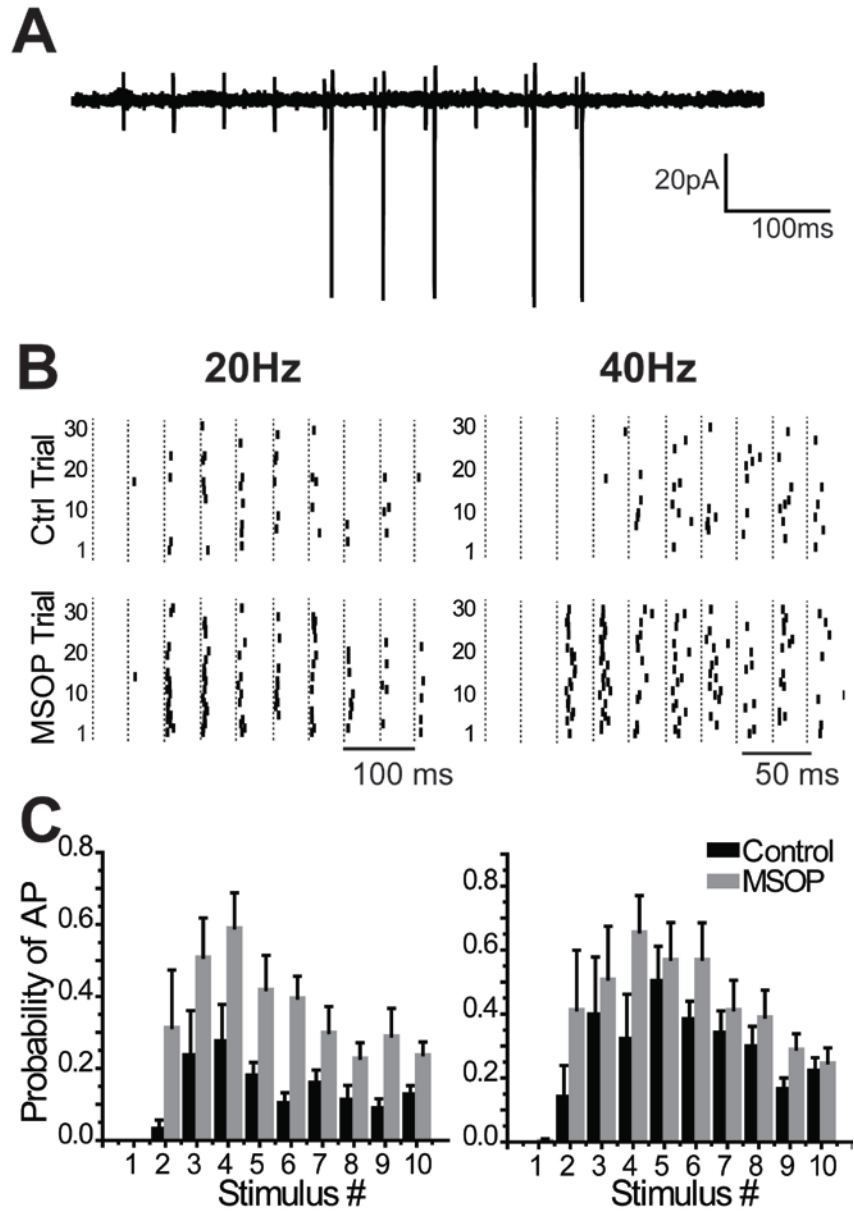 A
20pA
100ms
B
20Hz
40Hz
Ctrl Trial
30
20
10
1
30
20
10
1
MSOP Trial
30
20
10
1
30
20
10
1
100 ms
50 ms
C
Probability of AP
0.8
0.6
0.4
0.2
0.0
1 2 3 4 5 6 7 8 9 10
Stimulus #
Control
MSOP
0.8
0.6
0.4
0.2
0.0
1 2 3 4 5 6 7 8 9 10
Stimulus #